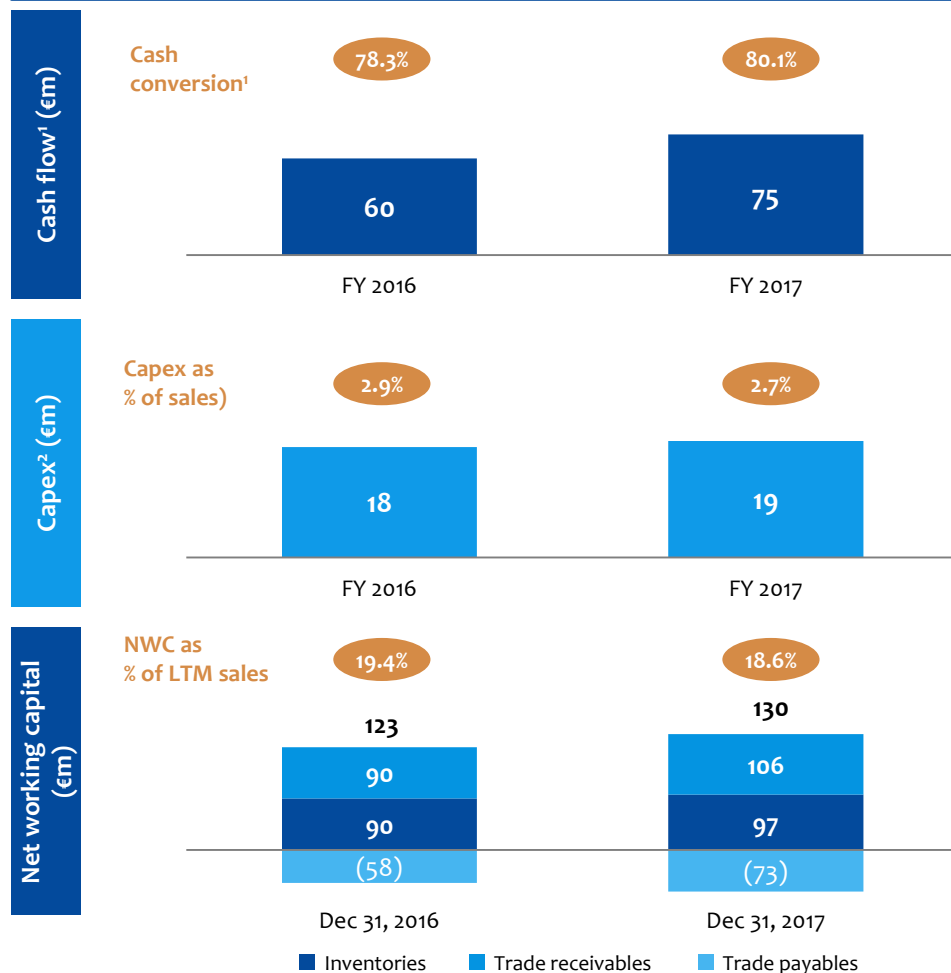 Cash flow¹ (€m)
Cash
conversion¹
78.3%
80.1%
60
75
FY 2016
FY 2017
Capex² (€m)
Capex as
% of sales)
2.9%
2.7%
18
19
FY 2016
FY 2017
Net working capital
(€m)
NWC as
% of LTM sales
19.4%
18.6%
123
130
90
106
90
97
(58)
(73)
Dec 31, 2016
Dec 31, 2017
Inventories
Trade receivables
Trade payables